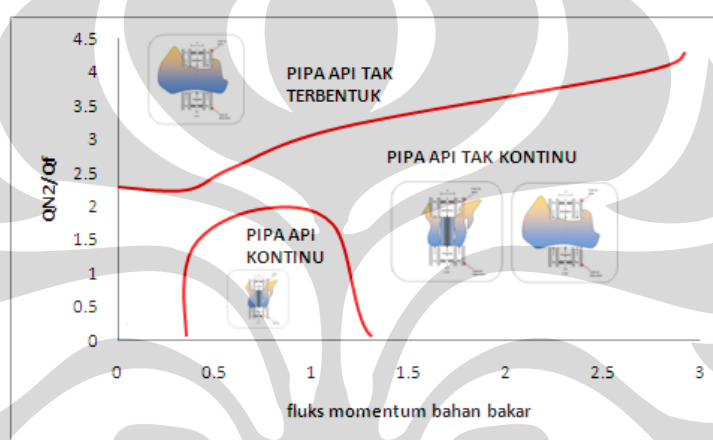 4.5
4
3.5
3
2.5
2
1.5
1
0.5
0
QN2/Qf
PIPA API TAK
TERBENTUK
PIPA API TAK KONTINU
PIPA API
KONTINU
0 0.5 1 1.5 2 2.5 3
fluks momentum bahan bakar